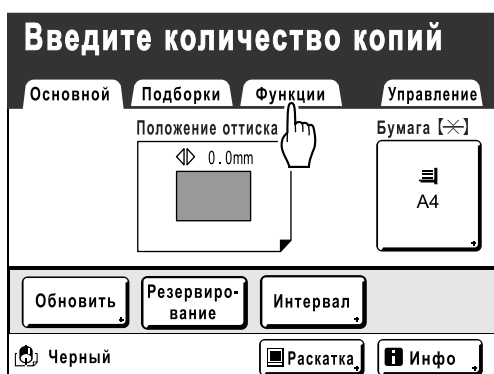 Введите количество копий
Основной Подборки Функции Управление
Положение оттиска Бумага【⚹】
0.0mm
A4
Обновить Резервиро-
вание Интервал
Черный Раскатка Инфо